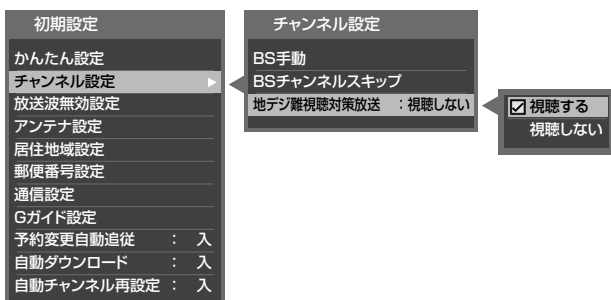 初期設定
かんたん設定
チャンネル設定
放送波無効設定
アンテナ設定
居住地域設定
郵便番号設定
通信設定
Gガイド設定
予約変更自動追従 : 入
自動ダウンロード : 入
自動チャンネル再設定 : 入
チャンネル設定
BS手動
BSチャンネルスキップ
地デジ難視聴対策放送 : 視聴しない
視聴する
視聴しない